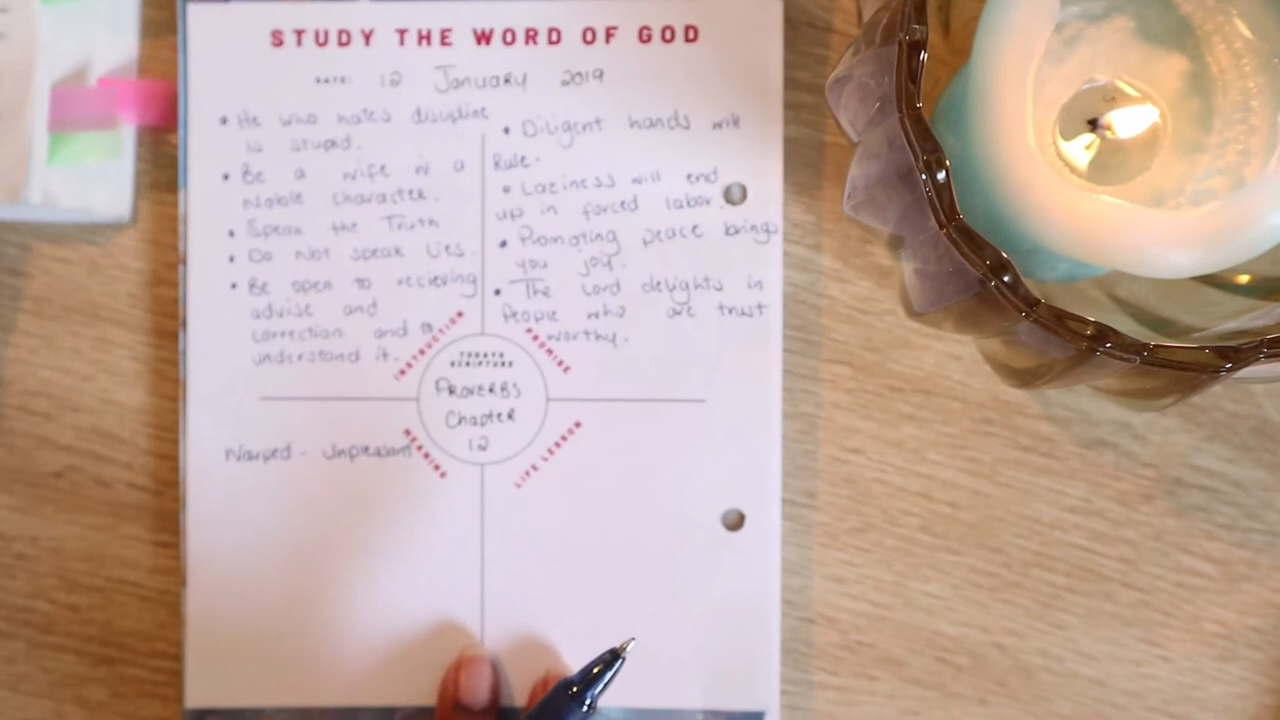 STUDY THE WORD OF GOD
DATE: 12 January 2019
• He who hates discipline
is stupid.
• Be a wife of a
Noble character.
• Speak the Truth
• Do Not speak Lies.
• Be open to recieving
advise and
correction and to
understand it.
• Diligent hands will
Rule.
• Laziness will end
up in forced labor.
• Promoting peace brings
you joy.
• The Lord delights in
People who are trust
worthy.
INSTRUCTION
PROMISE
TODAYS
SCRIPTURE
PROVERBS
Chapter
12
MEANING
LIFE LESSON
Warped - Unpleasant